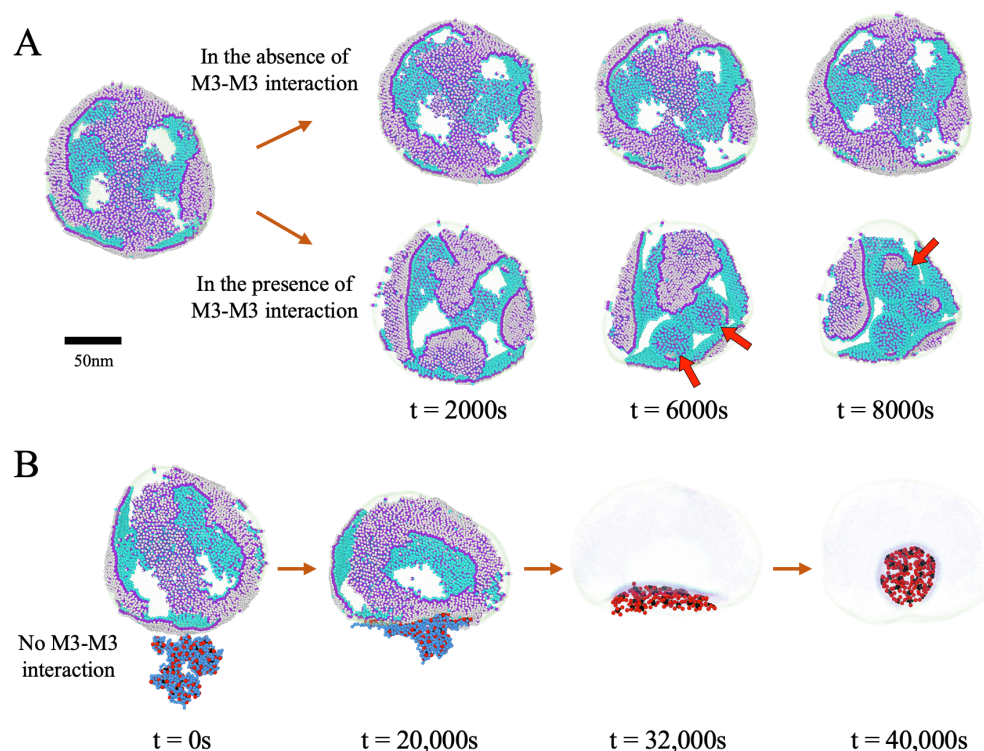 A
In the absence of
M3-M3 interaction
In the presence of
M3-M3 interaction
50nm
t = 2000s
t = 6000s
t = 8000s
B
No M3-M3
interaction
t = 0s
t = 20,000s
t = 32,000s
t = 40,000s